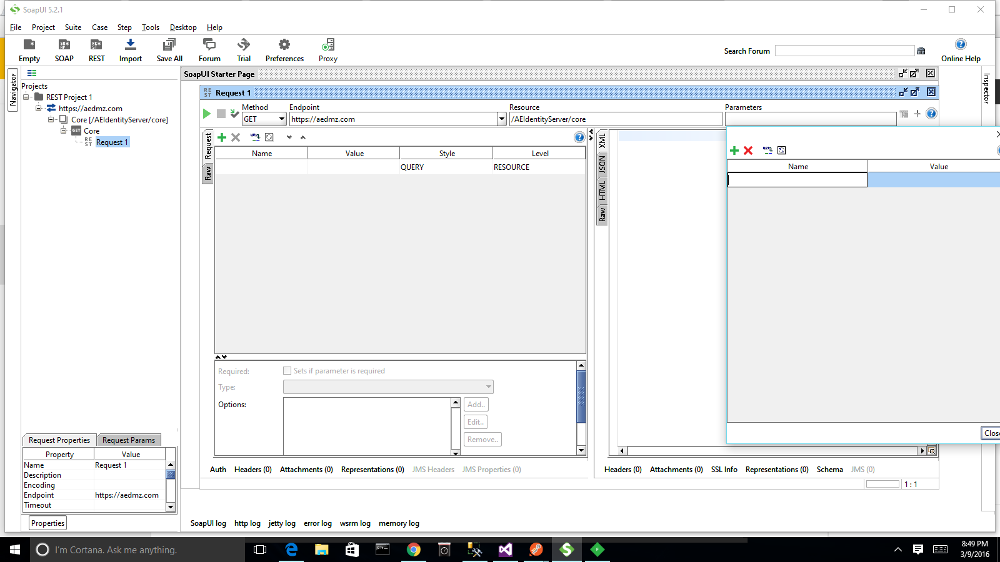 SoapUI 5.2.1
File Project Suite Case Step Tools Desktop Help
Empty SOAP REST Import Save All Forum Trial Preferences Proxy
Search Forum
Online Help
Navigator
Projects
REST Project 1
https://aedmz.com
Core [/AEIdentityServer/core]
GET Core
REST Request 1
SoapUI Starter Page
REST Request 1
Method Endpoint Resource Parameters
GET https://aedmz.com /AEIdentityServer/core
Request
Raw
Name Value Style Level
QUERY RESOURCE
Required: Sets if parameter is required
Type:
Options:
Add..
Edit..
Remove..
Auth Headers (0) Attachments (0) Representations (0) JMS Headers JMS Properties (0)
XML
JSON
HTML
Raw
Name Value
Clos
Headers (0) Attachments (0) SSL Info Representations (0) Schema JMS (0)
1 : 1
Inspector
Request Properties Request Params
Property Value
Name Request 1
Description
Encoding
Endpoint https://aedmz.com
Timeout
Properties
SoapUI log http log jetty log error log wsrm log memory log
I'm Cortana. Ask me anything.
8:49 PM
3/9/2016